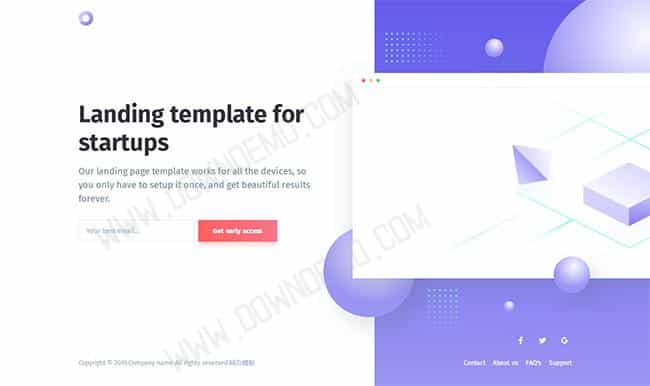 Landing template for
startups
Our landing page template works for all the devices, so
you only have to setup it once, and get beautiful results
forever.
Your best email...
Get early access
WWW.DOWNDEMO.COM
WWW.DOWNDEMO.COM
Copyright © 2019.Company name All rights reserved.
Contact About us FAQ's Support